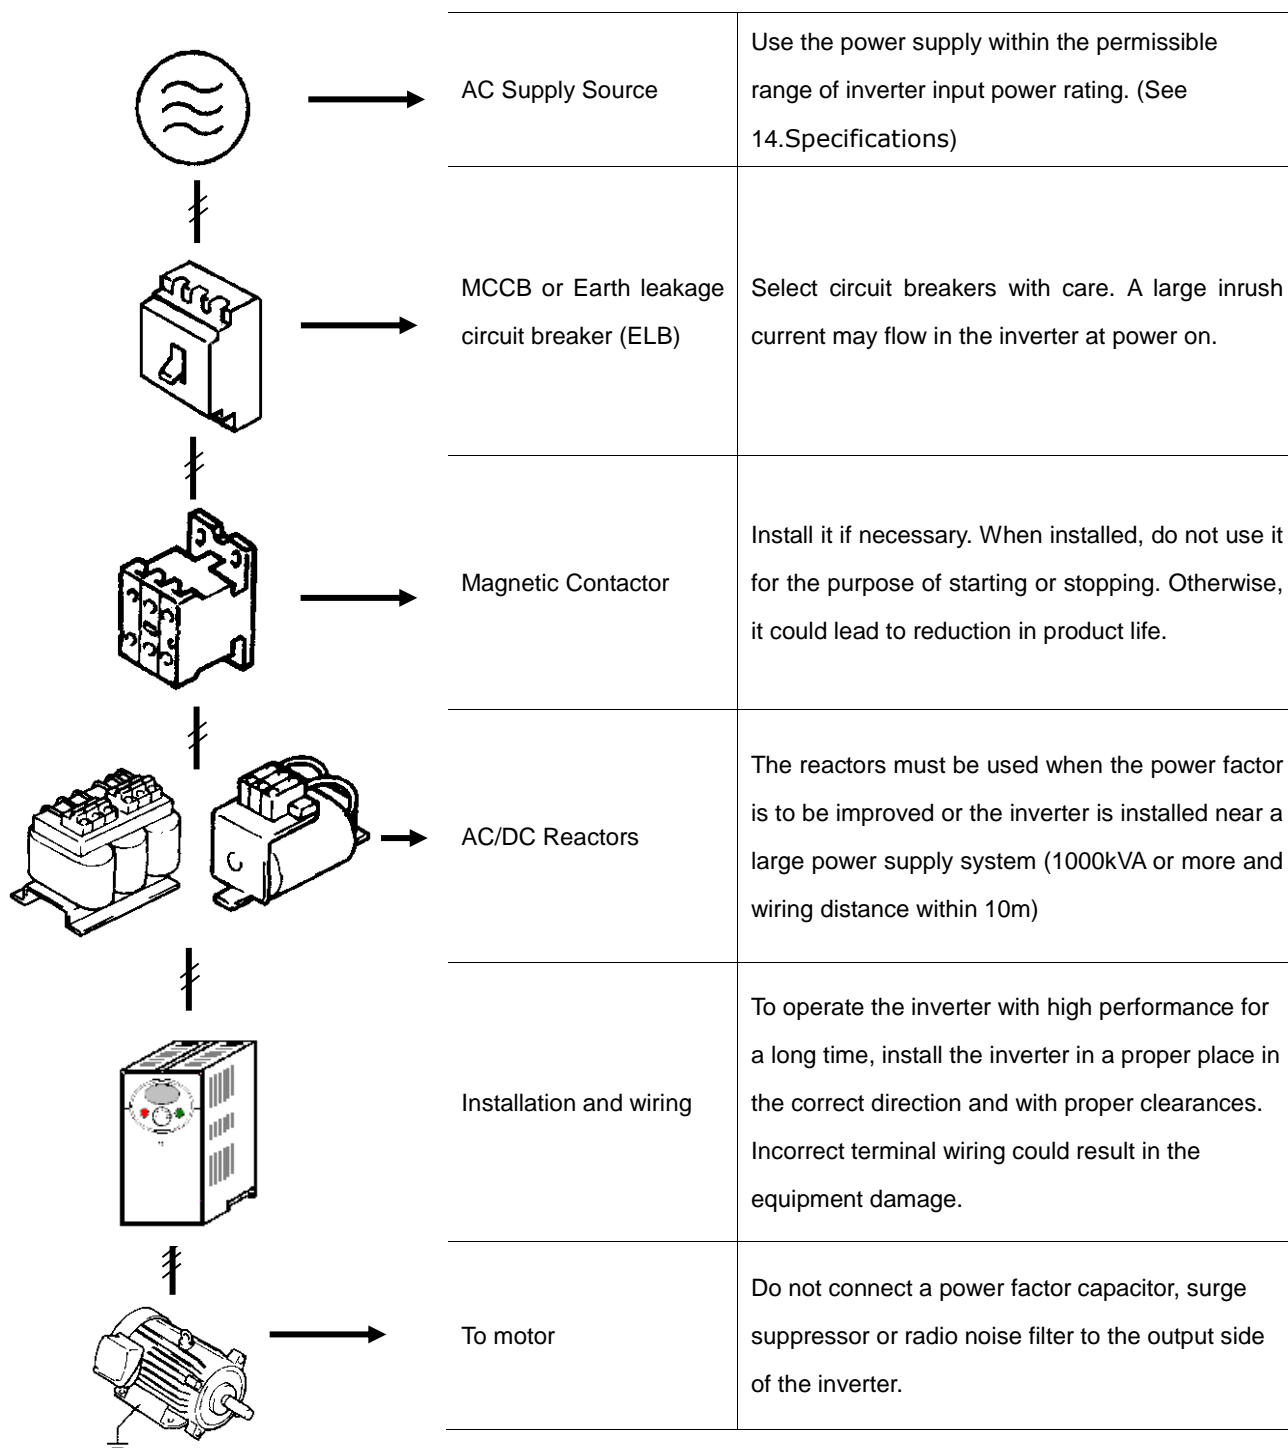 AC Supply Source
Use the power supply within the permissible
range of inverter input power rating. (See
14.Specifications)
MCCB or Earth leakage
circuit breaker (ELB)
Select circuit breakers with care. A large inrush
current may flow in the inverter at power on.
Magnetic Contactor
Install it if necessary. When installed, do not use it
for the purpose of starting or stopping. Otherwise,
it could lead to reduction in product life.
AC/DC Reactors
The reactors must be used when the power factor
is to be improved or the inverter is installed near a
large power supply system (1000kVA or more and
wiring distance within 10m)
Installation and wiring
To operate the inverter with high performance for
a long time, install the inverter in a proper place in
the correct direction and with proper clearances.
Incorrect terminal wiring could result in the
equipment damage.
To motor
Do not connect a power factor capacitor, surge
suppressor or radio noise filter to the output side
of the inverter.